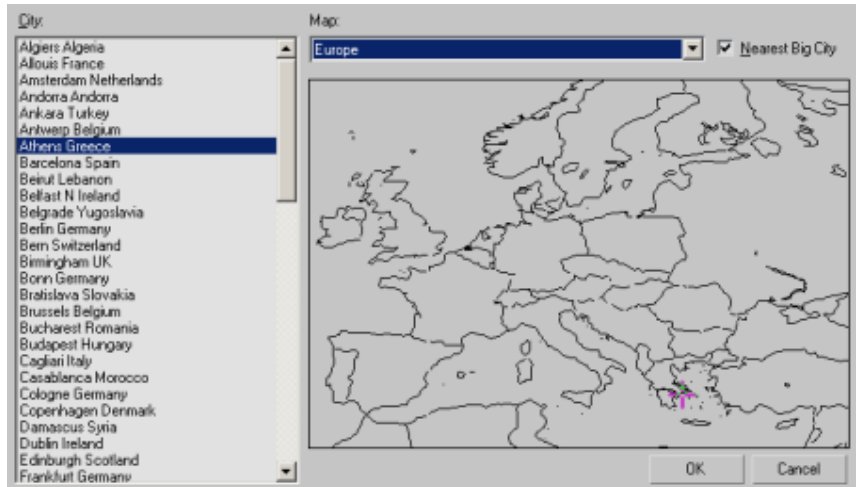 City:
Algiers Algeria
Allouis France
Amsterdam Netherlands
Andorra Andorra
Ankara Turkey
Antwerp Belgium
Athens Greece
Barcelona Spain
Beirut Lebanon
Belfast N Ireland
Belgrade Yugoslavia
Berlin Germany
Bern Switzerland
Birmingham UK
Bonn Germany
Bratislava Slovakia
Brussels Belgium
Bucharest Romania
Budapest Hungary
Cagliari Italy
Casablanca Morocco
Cologne Germany
Copenhagen Denmark
Damascus Syria
Dublin Ireland
Edinburgh Scotland
Frankfurt Germany
Map:
Europe
Nearest Big City
OK
Cancel